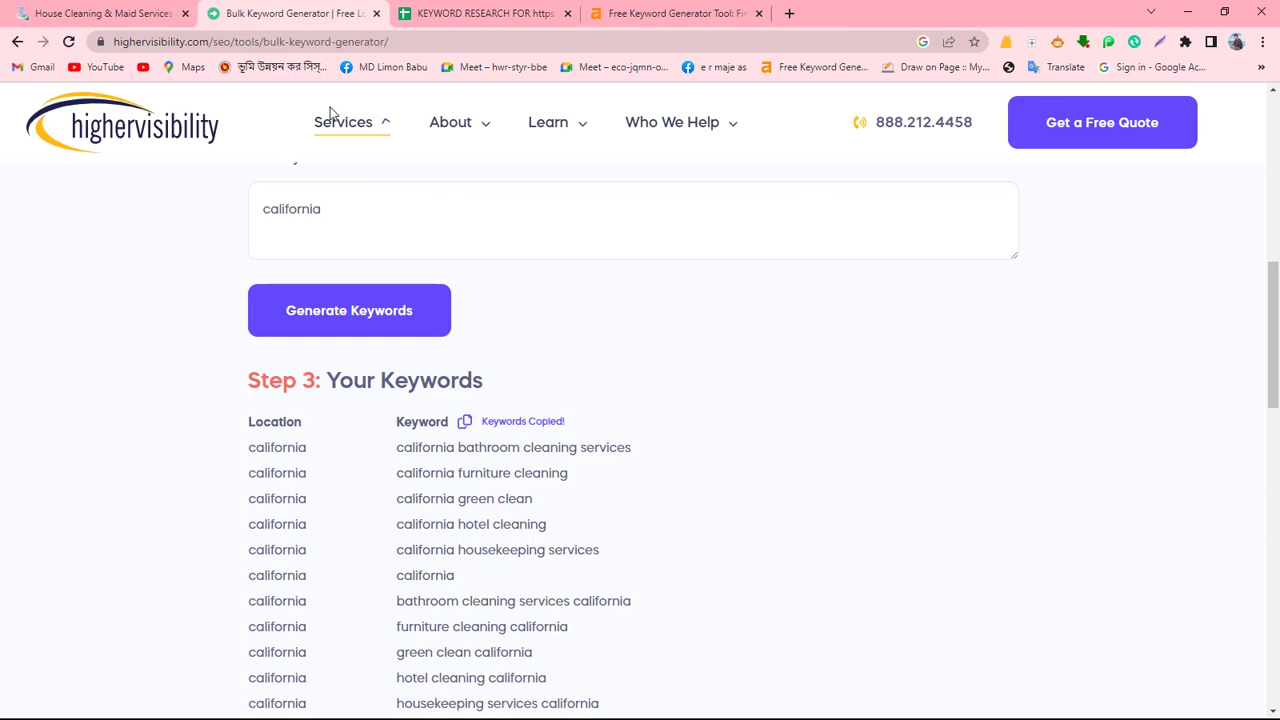 House Cleaning & Maid Services
Bulk Keyword Generator | Free Lo
KEYWORD RESEARCH FOR https:
Free Keyword Generator Tool: Fin
highervisibility.com/seo/tools/bulk-keyword-generator/
Gmail
YouTube
Maps
ভূমি উন্নয়ন কর সিস্...
MD Limon Babu
Meet – hwr-styr-bbe
Meet – eco-jqmn-o...
e r maje as
Free Keyword Gene...
Draw on Page :: My...
Translate
Sign in - Google Ac...
highervisibility
Services
About
Learn
Who We Help
888.212.4458
Get a Free Quote
california
Generate Keywords
Step 3: Your Keywords
Location Keyword Keywords Copied!
california california bathroom cleaning services
california california furniture cleaning
california california green clean
california california hotel cleaning
california california housekeeping services
california california
california bathroom cleaning services california
california furniture cleaning california
california green clean california
california hotel cleaning california
california housekeeping services california